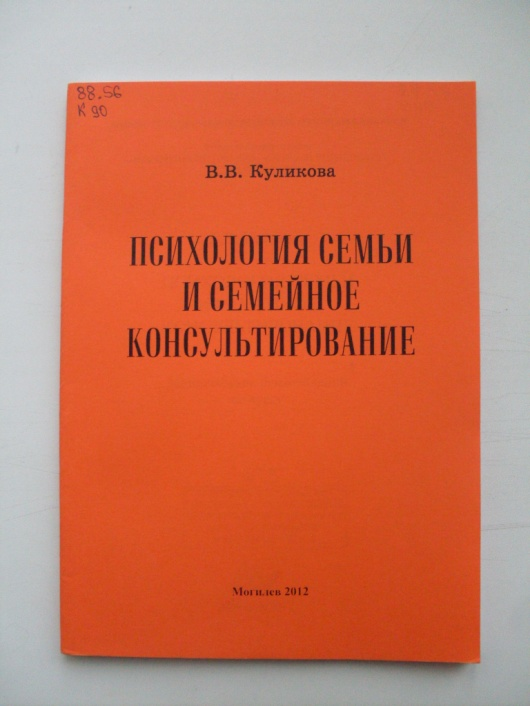 88.56
К 90
В.В. Куликова
ПСИХОЛОГИЯ СЕМЬИ
И СЕМЕЙНОЕ
КОНСУЛЬТИРОВАНИЕ
Могилев 2012